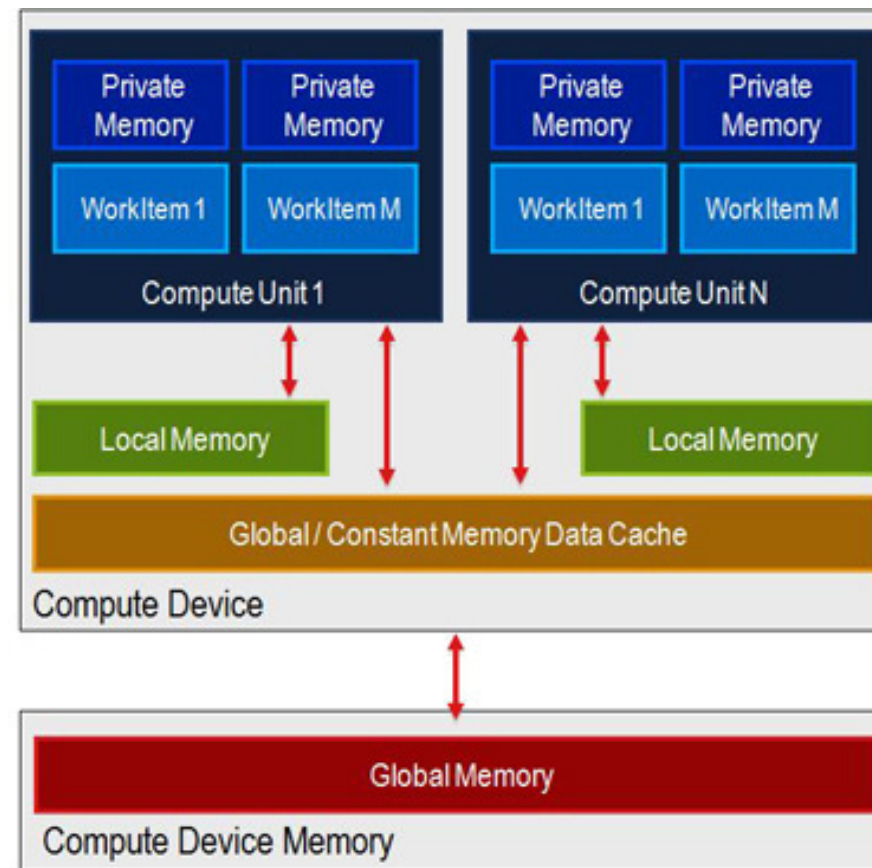 Private Memory
Private Memory
Private Memory
Private Memory
WorkItem 1
WorkItem M
WorkItem 1
WorkItem M
Compute Unit 1
Compute Unit N
Local Memory
Local Memory
Global / Constant Memory Data Cache
Compute Device
Global Memory
Compute Device Memory